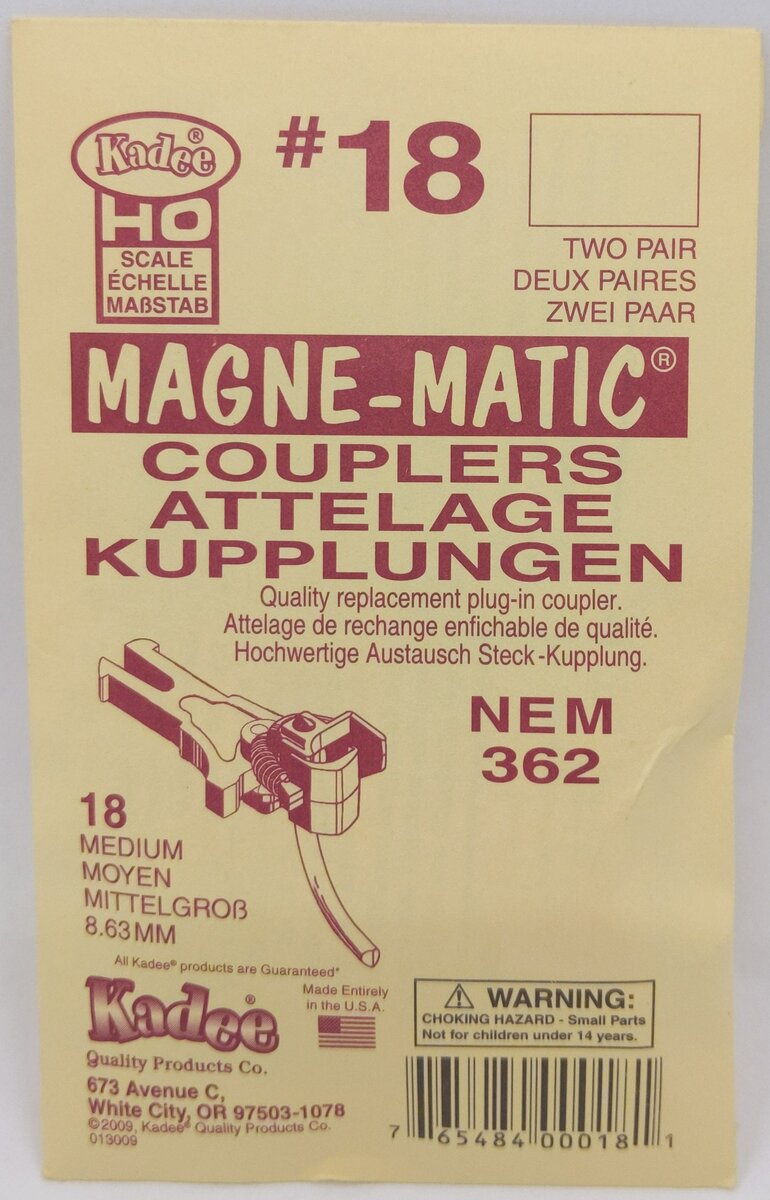 Kadee®
HO
SCALE
ÉCHELLE
MAßSTAB
#18
TWO PAIR
DEUX PAIRES
ZWEI PAAR
MAGNE-MATIC®
COUPLERS
ATTELAGE
KUPPLUNGEN
Quality replacement plug-in coupler.
Attelage de rechange enfichable de qualité.
Hochwertige Austausch Steck-Kupplung.
NEM
362
18
MEDIUM
MOYEN
MITTELGROß
8.63MM
All Kadee® products are Guaranteed*
Kadee®
Quality Products Co.
Made Entirely
in the U.S.A.
673 Avenue C,
White City, OR 97503-1078
©2009, Kadee® Quality Products Co.
013009
WARNING:
CHOKING HAZARD - Small Parts
Not for children under 14 years.
7 65484 00018 1